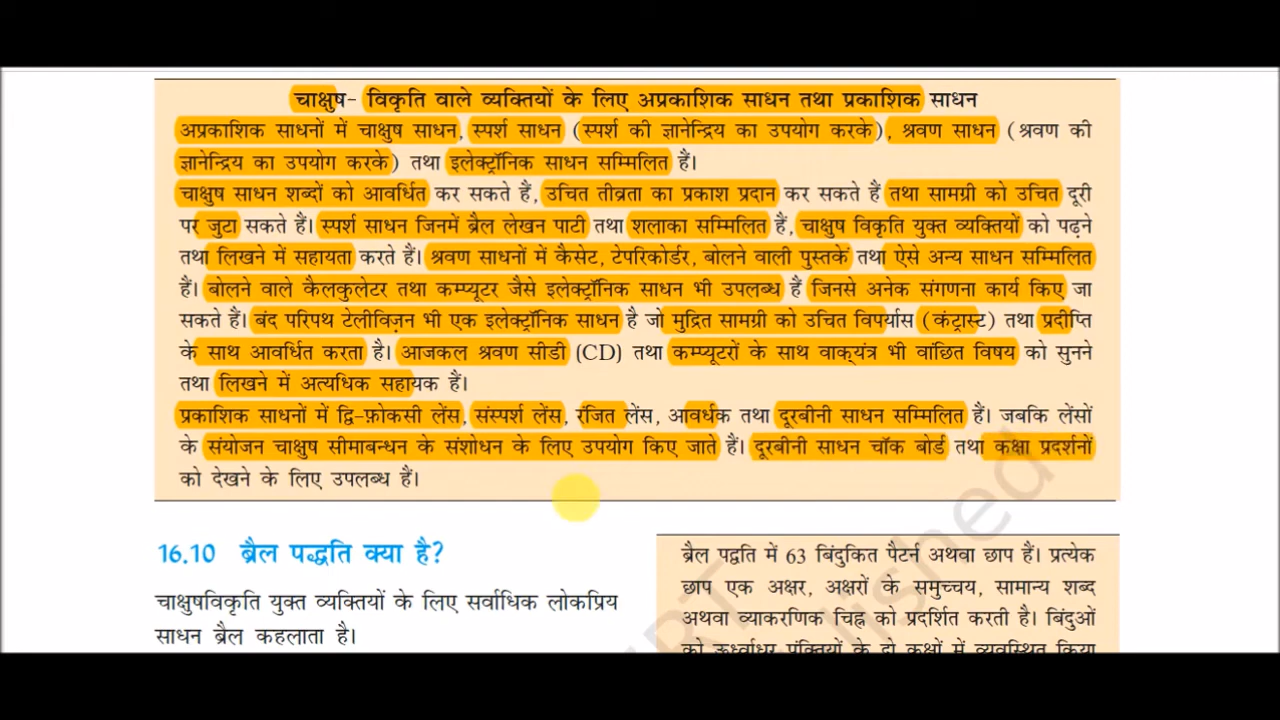 चाक्षुष- विकृति वाले व्यक्तियों के लिए अप्रकाशिक साधन तथा प्रकाशिक साधन
अप्रकाशिक साधनों में चाक्षुष साधन, स्पर्श साधन (स्पर्श की ज्ञानेन्द्रिय का उपयोग करके), श्रवण साधन (श्रवण की
ज्ञानेन्द्रिय का उपयोग करके) तथा इलेक्ट्रॉनिक साधन सम्मिलित हैं।
चाक्षुष साधन शब्दों को आवर्धित कर सकते हैं, उचित तीव्रता का प्रकाश प्रदान कर सकते हैं तथा सामग्री को उचित दूरी
पर जुटा सकते हैं। स्पर्श साधन जिनमें ब्रैल लेखन पाटी तथा शलाका सम्मिलित हैं, चाक्षुष विकृति युक्त व्यक्तियों को पढ़ने
तथा लिखने में सहायता करते हैं। श्रवण साधनों में कैसेट, टेपरिकोर्डर, बोलने वाली पुस्तकें तथा ऐसे अन्य साधन सम्मिलित
हैं। बोलने वाले कैलकुलेटर तथा कम्प्यूटर जैसे इलेक्ट्रॉनिक साधन भी उपलब्ध हैं जिनसे अनेक संगणना कार्य किए जा
सकते हैं। बंद परिपथ टेलीविज़न भी एक इलेक्ट्रॉनिक साधन है जो मुद्रित सामग्री को उचित विपर्यास (कंट्रास्ट) तथा प्रदीप्ति
के साथ आवर्धित करता है। आजकल श्रवण सीडी (CD) तथा कम्प्यूटरों के साथ वाक्‌यंत्र भी वांछित विषय को सुनने
तथा लिखने में अत्यधिक सहायक हैं।
प्रकाशिक साधनों में द्वि-फ़ोकसी लेंस, संस्पर्श लेंस, रंजित लेंस, आवर्धक तथा दूरबीनी साधन सम्मिलित हैं। जबकि लेंसों
के संयोजन चाक्षुष सीमाबन्धन के संशोधन के लिए उपयोग किए जाते हैं। दूरबीनी साधन चॉक बोर्ड तथा कक्षा प्रदर्शनों
को देखने के लिए उपलब्ध हैं।
16.10 ब्रैल पद्धति क्या है?
चाक्षुषविकृति युक्त व्यक्तियों के लिए सर्वाधिक लोकप्रिय
साधन ब्रैल कहलाता है।
ब्रैल पद्वति में 63 बिंदुकित पैटर्न अथवा छाप हैं। प्रत्येक
छाप एक अक्षर, अक्षरों के समुच्चय, सामान्य शब्द
अथवा व्याकरणिक चिह्न को प्रदर्शित करती है। बिंदुओं
को ऊर्ध्वाधर पंक्तियों के दो कक्षों में व्यवस्थित किया